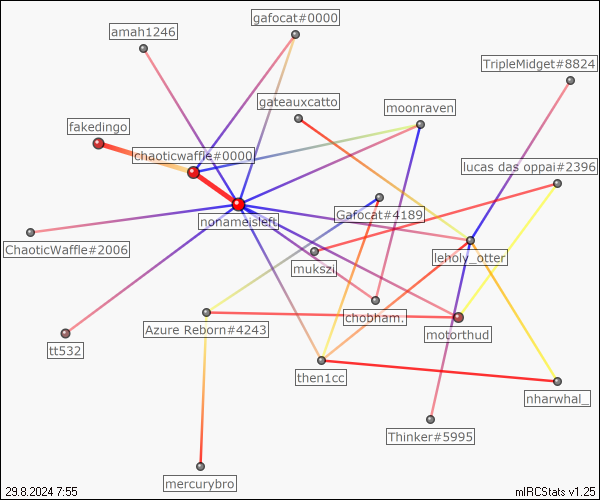 gafocat#0000
amah1246
TripleMidget#8824
gateauxcatto
moonraven
fakedingo
chaoticwaffle#0000
lucas das oppai#2396
nonameisleft
Gafocat#4189
ChaoticWaffle#2006
leholy_otter
mukszi
chobham.
Azure Reborn#4243
motorthud
tt532
then1cc
nharwhal_
Thinker#5995
mercurybro
29.8.2024 7:55
mIRCStats v1.25